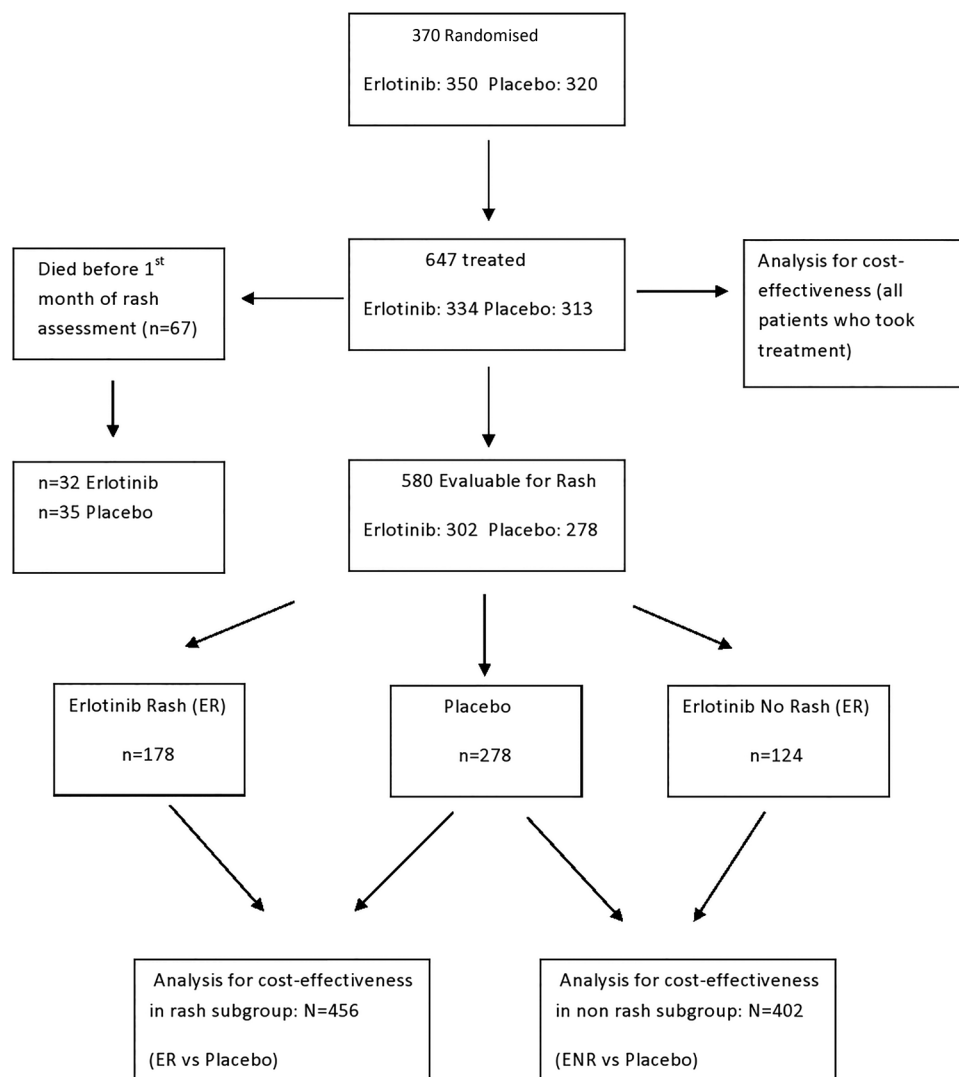 370 Randomised
Erlotinib: 350 Placebo: 320
Died before 1st
month of rash
assessment (n=67)
647 treated
Erlotinib: 334 Placebo: 313
Analysis for cost-
effectiveness (all
patients who took
treatment)
n=32 Erlotinib
n=35 Placebo
580 Evaluable for Rash
Erlotinib: 302 Placebo: 278
Erlotinib Rash (ER)
n=178
Placebo
n=278
Erlotinib No Rash (ER)
n=124
Analysis for cost-effectiveness
in rash subgroup: N=456
(ER vs Placebo)
Analysis for cost-effectiveness
in non rash subgroup: N=402
(ENR vs Placebo)